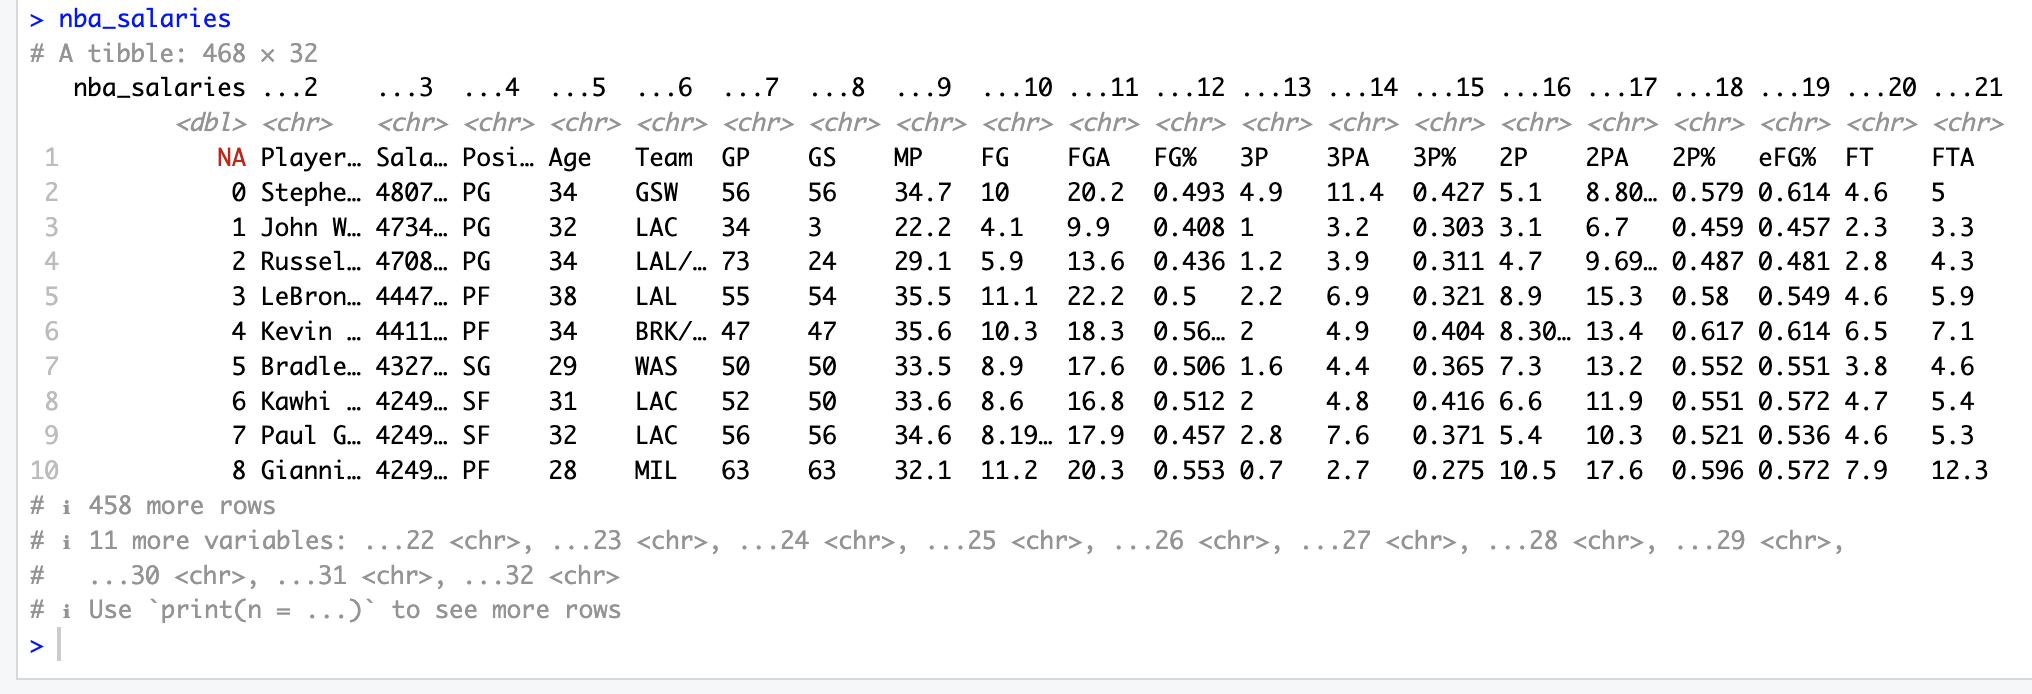 > nba_salaries
# A tibble: 468 × 32
nba_salaries ...2 ...3 ...4 ...5 ...6 ...7 ...8 ...9 ...10 ...11 ...12 ...13 ...14 ...15 ...16 ...17 ...18 ...19 ...20 ...21
<dbl> <chr> <chr> <chr> <chr> <chr> <chr> <chr> <chr> <chr> <chr> <chr> <chr> <chr> <chr> <chr> <chr> <chr> <chr> <chr> <chr>
1 NA Player… Sala… Posi… Age Team GP GS MP FG FGA FG% 3P 3PA 3P% 2P 2PA 2P% eFG% FT FTA
2 0 Stephe… 4807… PG 34 GSW 56 56 34.7 10 20.2 0.493 4.9 11.4 0.427 5.1 8.80… 0.579 0.614 4.6 5
3 1 John W… 4734… PG 32 LAC 34 3 22.2 4.1 9.9 0.408 1 3.2 0.303 3.1 6.7 0.459 0.457 2.3 3.3
4 2 Russel… 4708… PG 34 LAL/… 73 24 29.1 5.9 13.6 0.436 1.2 3.9 0.311 4.7 9.69… 0.487 0.481 2.8 4.3
5 3 LeBron… 4447… PF 38 LAL 55 54 35.5 11.1 22.2 0.5 2.2 6.9 0.321 8.9 15.3 0.58 0.549 4.6 5.9
6 4 Kevin … 4411… PF 34 BRK/… 47 47 35.6 10.3 18.3 0.56… 2 4.9 0.404 8.30… 13.4 0.617 0.614 6.5 7.1
7 5 Bradle… 4327… SG 29 WAS 50 50 33.5 8.9 17.6 0.506 1.6 4.4 0.365 7.3 13.2 0.552 0.551 3.8 4.6
8 6 Kawhi … 4249… SF 31 LAC 52 50 33.6 8.6 16.8 0.512 2 4.8 0.416 6.6 11.9 0.551 0.572 4.7 5.4
9 7 Paul G… 4249… SF 32 LAC 56 56 34.6 8.19… 17.9 0.457 2.8 7.6 0.371 5.4 10.3 0.521 0.536 4.6 5.3
10 8 Gianni… 4249… PF 28 MIL 63 63 32.1 11.2 20.3 0.553 0.7 2.7 0.275 10.5 17.6 0.596 0.572 7.9 12.3
# ℹ 458 more rows
# ℹ 11 more variables: ...22 <chr>, ...23 <chr>, ...24 <chr>, ...25 <chr>, ...26 <chr>, ...27 <chr>, ...28 <chr>, ...29 <chr>,
# ...30 <chr>, ...31 <chr>, ...32 <chr>
# ℹ Use `print(n = ...)` to see more rows
>